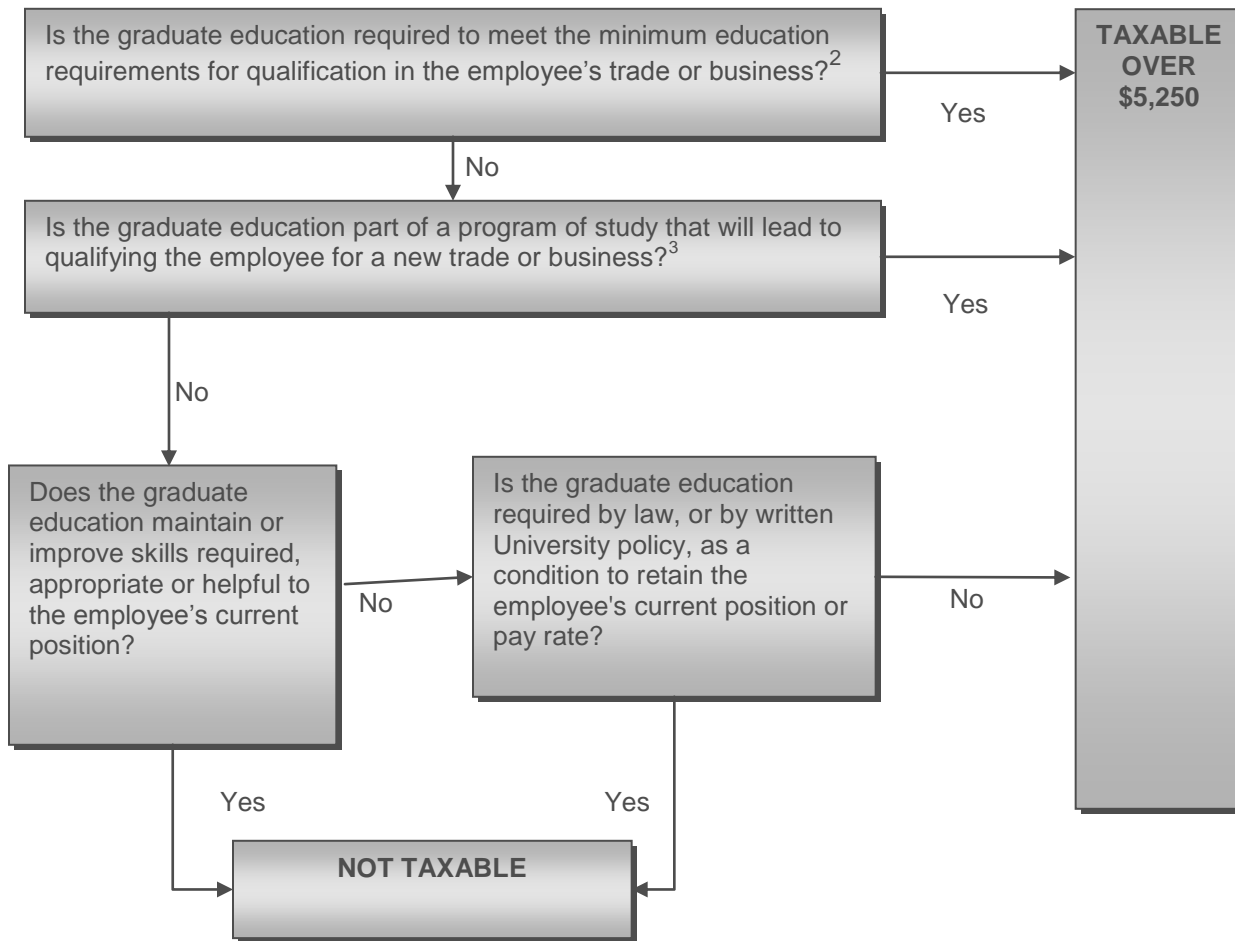 Is the graduate education required to meet the minimum education
requirements for qualification in the employee’s trade or business?2
TAXABLE
OVER
$5,250
Yes
No
Is the graduate education part of a program of study that will lead to
qualifying the employee for a new trade or business?3
Yes
No
Does the graduate
education maintain or
improve skills required,
appropriate or helpful to
the employee’s current
position?
No
Is the graduate education
required by law, or by written
University policy, as a
condition to retain the
employee's current position or
pay rate?
No
Yes
Yes
NOT TAXABLE